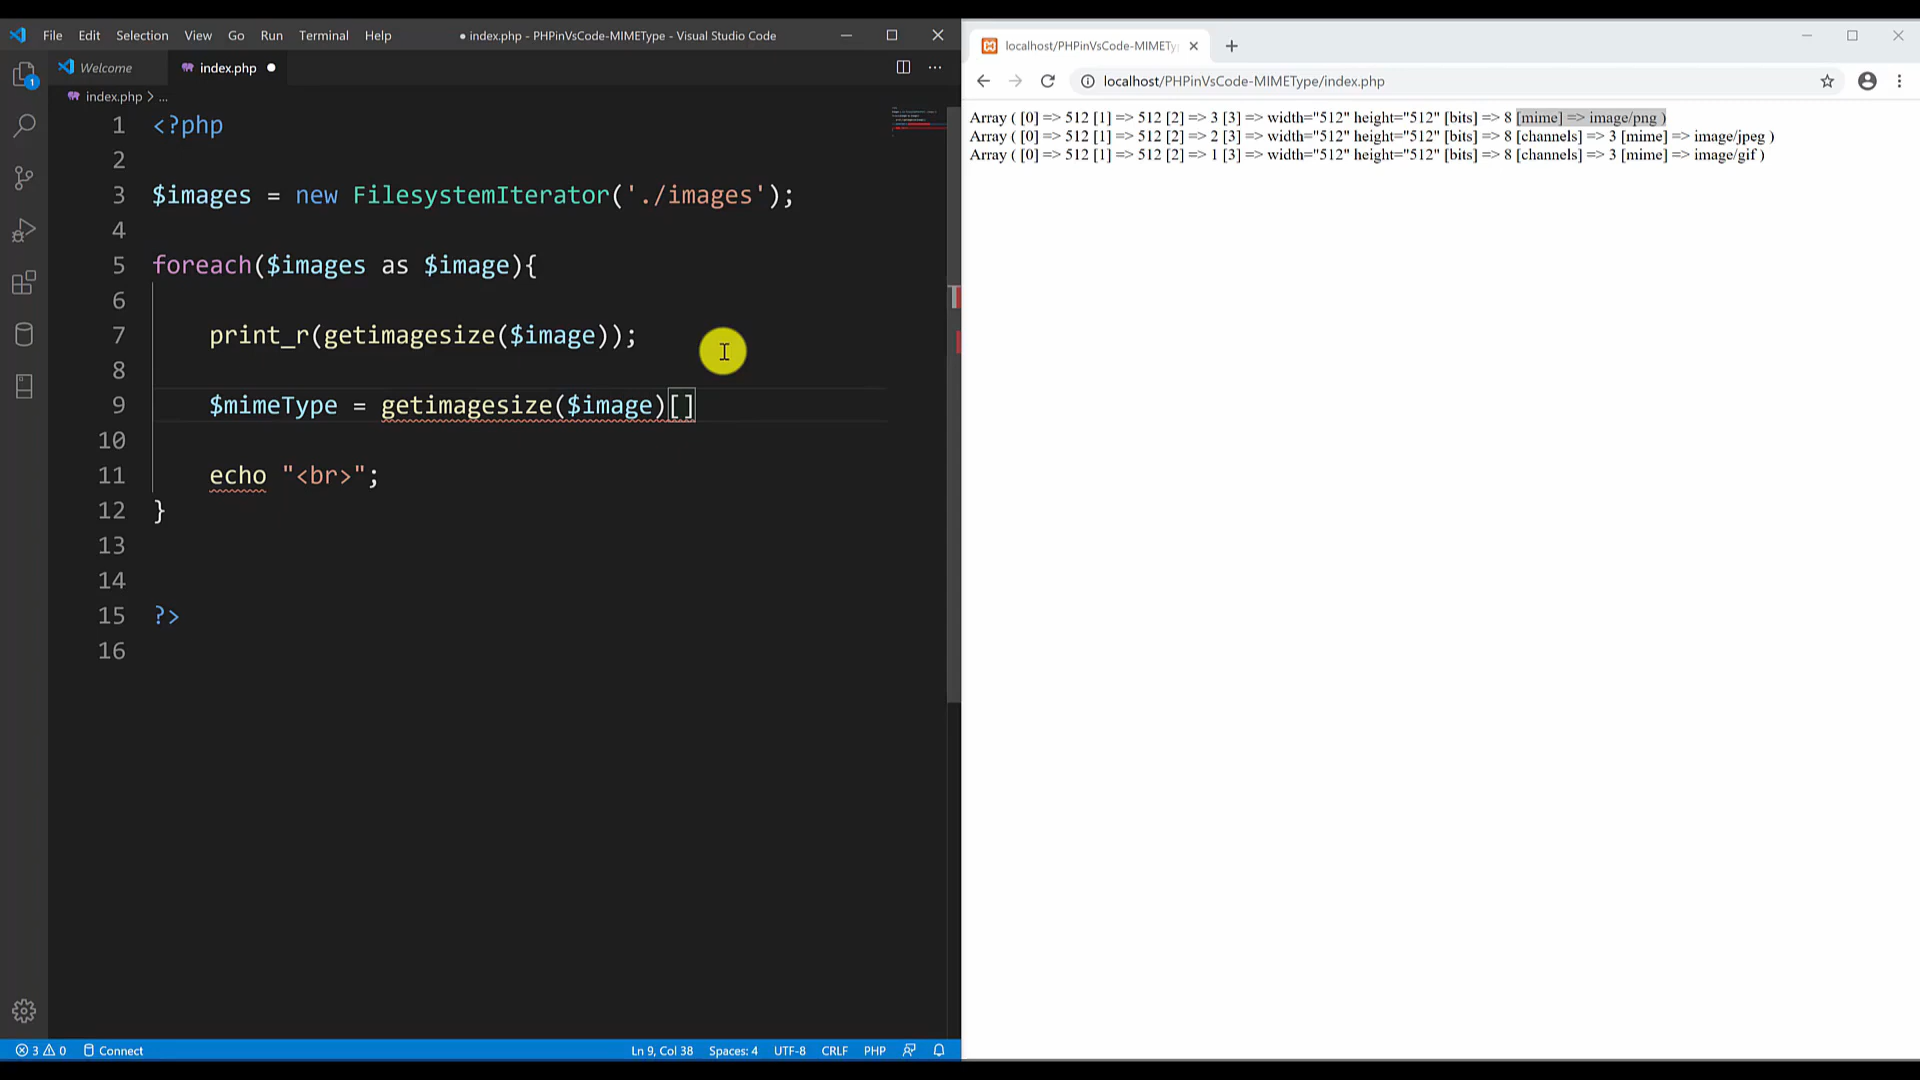 File Edit Selection View Go Run Terminal Help ● index.php - PHPinVsCode-MIMEType - Visual Studio Code
Welcome index.php ●
index.php > ...
1 <?php
2
3 $images = new FilesystemIterator('./images');
4
5 foreach($images as $image){
6
7 print_r(getimagesize($image));
8
9 $mimeType = getimagesize($image)[]
10
11 echo "<br>";
12 }
13
14
15 ?>
16
1
3 0 Connect Ln 9, Col 38 Spaces: 4 UTF-8 CRLF PHP
localhost/PHPinVsCode-MIMETy
localhost/PHPinVsCode-MIMEType/index.php
Array ( [0] => 512 [1] => 512 [2] => 3 [3] => width="512" height="512" [bits] => 8 [mime] => image/png )
Array ( [0] => 512 [1] => 512 [2] => 2 [3] => width="512" height="512" [bits] => 8 [channels] => 3 [mime] => image/jpeg )
Array ( [0] => 512 [1] => 512 [2] => 1 [3] => width="512" height="512" [bits] => 8 [channels] => 3 [mime] => image/gif )